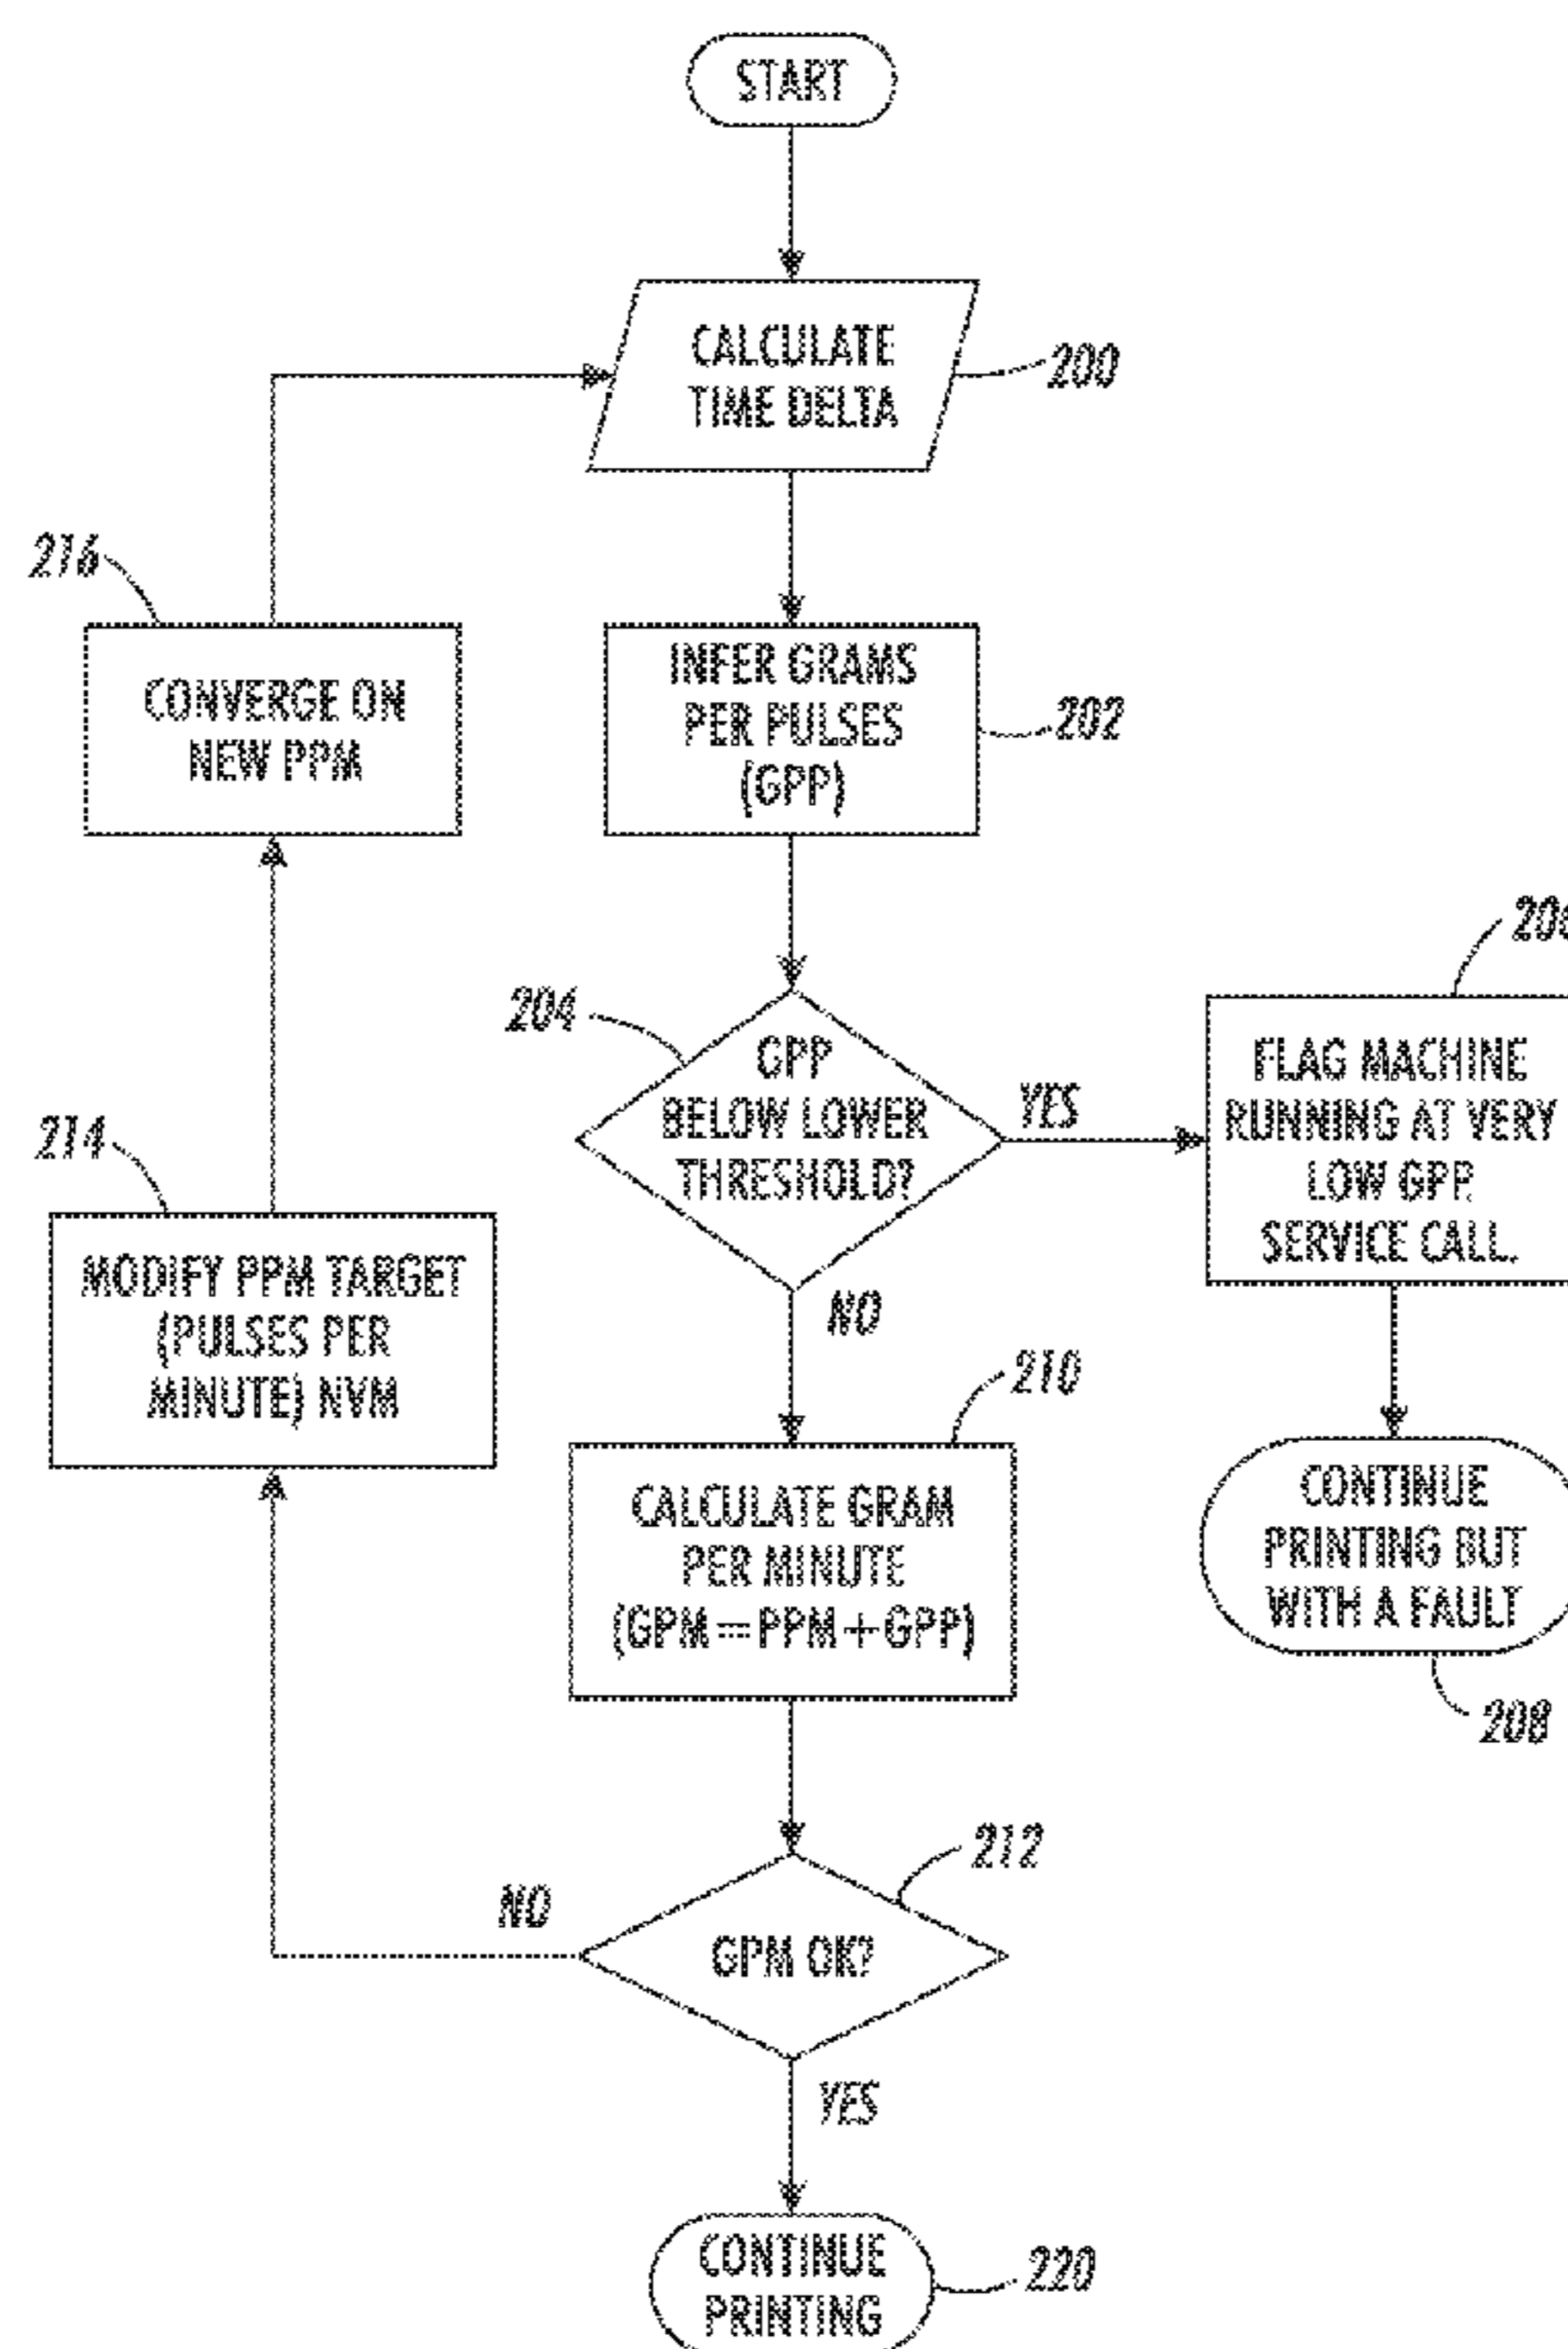 START
CALCULATE
TIME DELTA
200
216
CONVERGE ON
NEW PPM
INFER GRAMS
PER PULSES
(GPP)
202
204
GPP
BELOW LOWER
THRESHOLD?
YES
NO
FLAG MACHINE
RUNNING AT VERY
LOW GPP.
SERVICE CALL.
214
MODIFY PPM TARGET
(PULSES PER
MINUTE) NVM
210
CALCULATE GRAM
PER MINUTE
(GPM=PPM+GPP)
CONTINUE
PRINTING BUT
WITH A FAULT
208
212
NO
GPM OK?
YES
CONTINUE
PRINTING
220